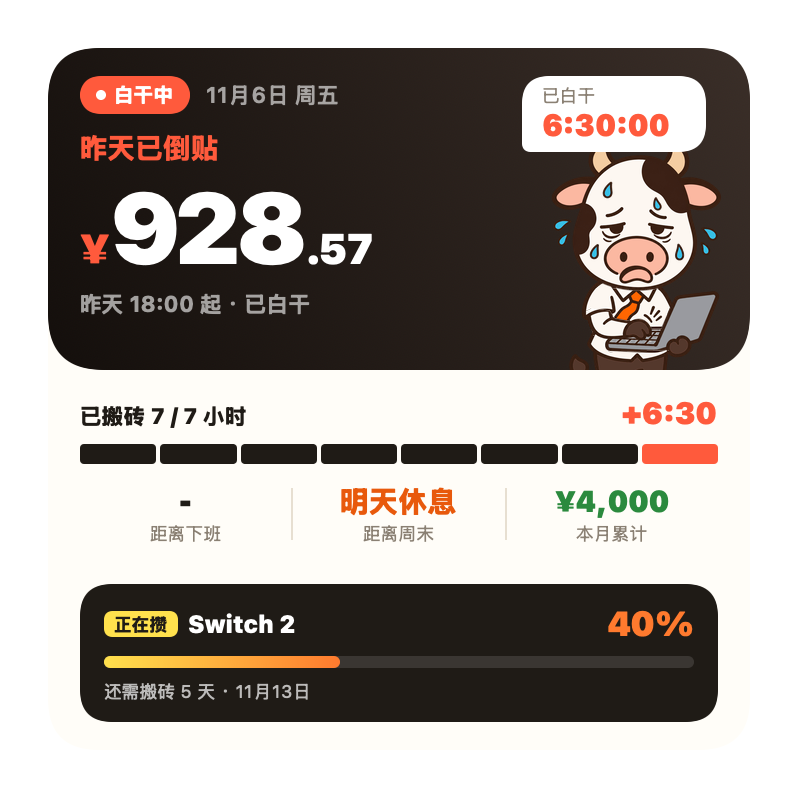 白干中 11月6日 周五
已白干
6:30:00
昨天已倒贴
¥928.57
昨天 18:00 起 · 已白干
已搬砖 7 / 7 小时 +6:30
- 明天休息 ¥4,000
距离下班 距离周末 本月累计
正在攒 Switch 2 40%
还需搬砖 5 天 · 11月13日